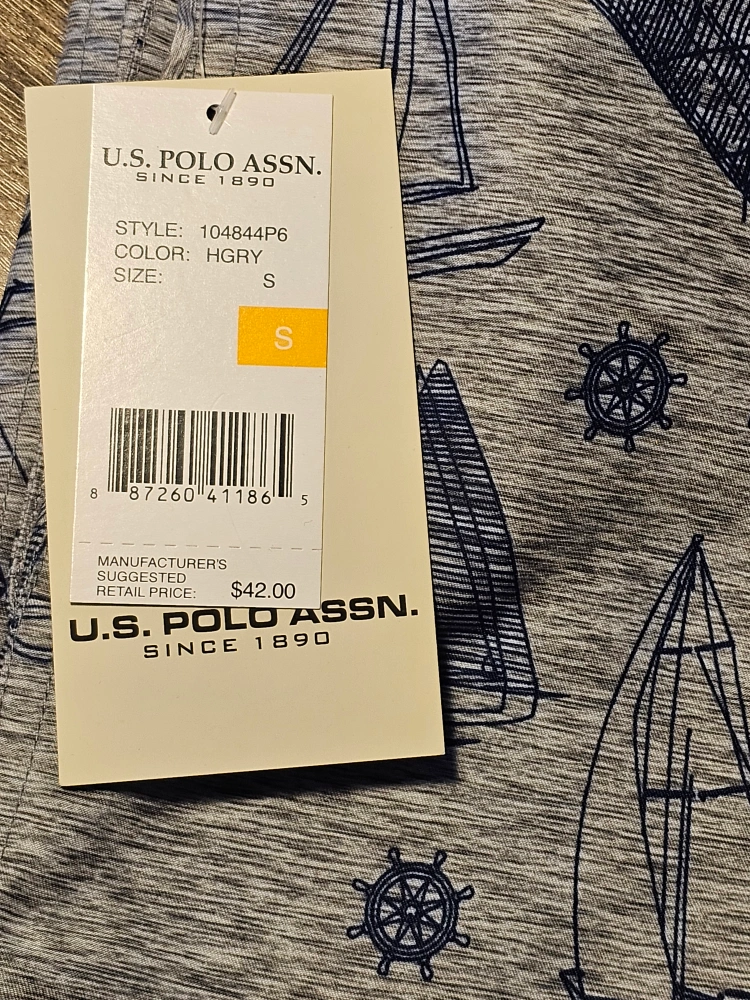 U.S. POLO ASSN.
SINCE 1890
STYLE: 104844P6
COLOR: HGRY
SIZE: S
S
8 87260 41186 5
MANUFACTURER'S
SUGGESTED
RETAIL PRICE: $42.00
U.S. POLO ASSN.
SINCE 1890